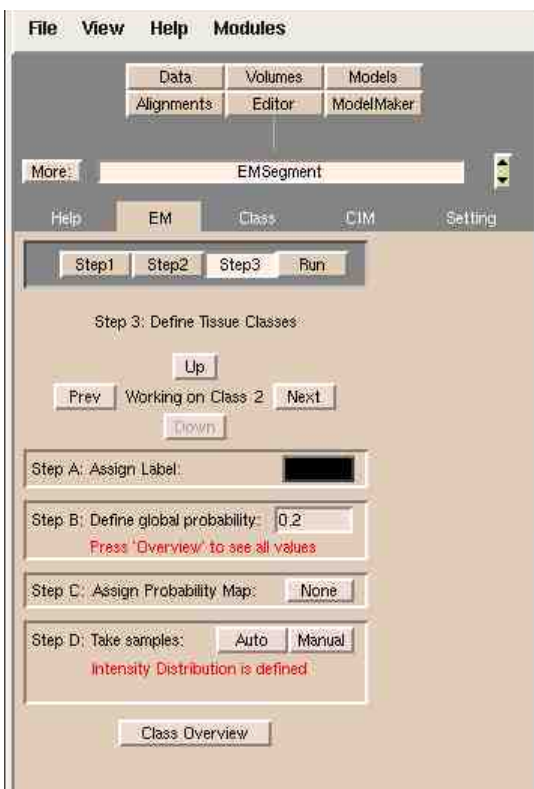 File View Help Modules
Data Volumes Models
Alignments Editor ModelMaker
More: EMSegment
Help EM Class CIM Setting
Step1 Step2 Step3 Run
Step 3: Define Tissue Classes
Up
Prev Working on Class 2 Next
Down
Step A: Assign Label:
Step B: Define global probability: 0.2
Press 'Overview' to see all values
Step C: Assign Probability Map: None
Step D: Take samples: Auto Manual
Intensity Distribution is defined
Class Overview